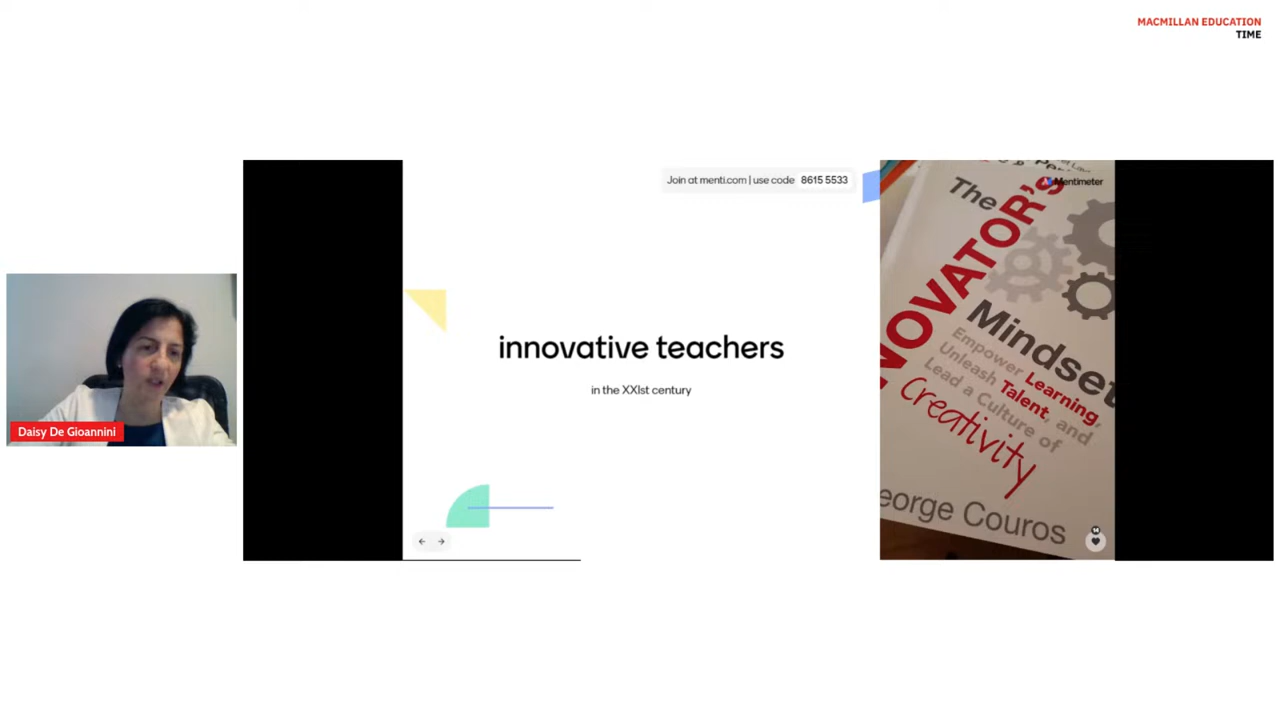 MACMILLAN EDUCATION
TIME
Join at menti.com | use code 8615 5533
innovative teachers
in the XXIst century
Daisy De Gioannini
Mentimeter
The
NOVATOR'S
Mindset
Empower Learning,
Unleash Talent, and
Lead a Culture of
Creativity
eorge Couros
14